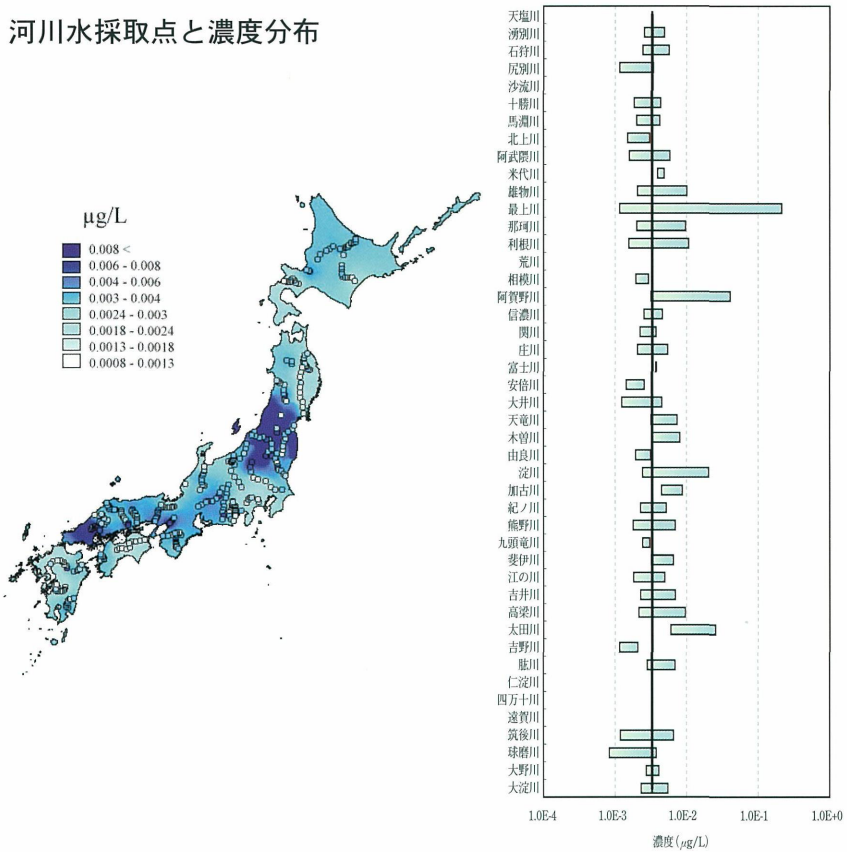 河川水採取点と濃度分布
μg/L
0.008 <
0.006 - 0.008
0.004 - 0.006
0.003 - 0.004
0.0024 - 0.003
0.0018 - 0.0024
0.0013 - 0.0018
0.0008 - 0.0013
天塩川
湧別川
石狩川
尻別川
沙流川
十勝川
馬淵川
北上川
阿武隈川
米代川
雄物川
最上川
那珂川
利根川
荒川
相模川
阿賀野川
信濃川
関川
庄川
富士川
安倍川
大井川
天竜川
木曽川
由良川
淀川
加古川
紀ノ川
熊野川
九頭竜川
斐伊川
江の川
吉井川
高梁川
太田川
吉野川
肱川
仁淀川
四万十川
遠賀川
筑後川
球磨川
大野川
大淀川
1.0E-4 1.0E-3 1.0E-2 1.0E-1 1.0E+0
濃度(μg/L)